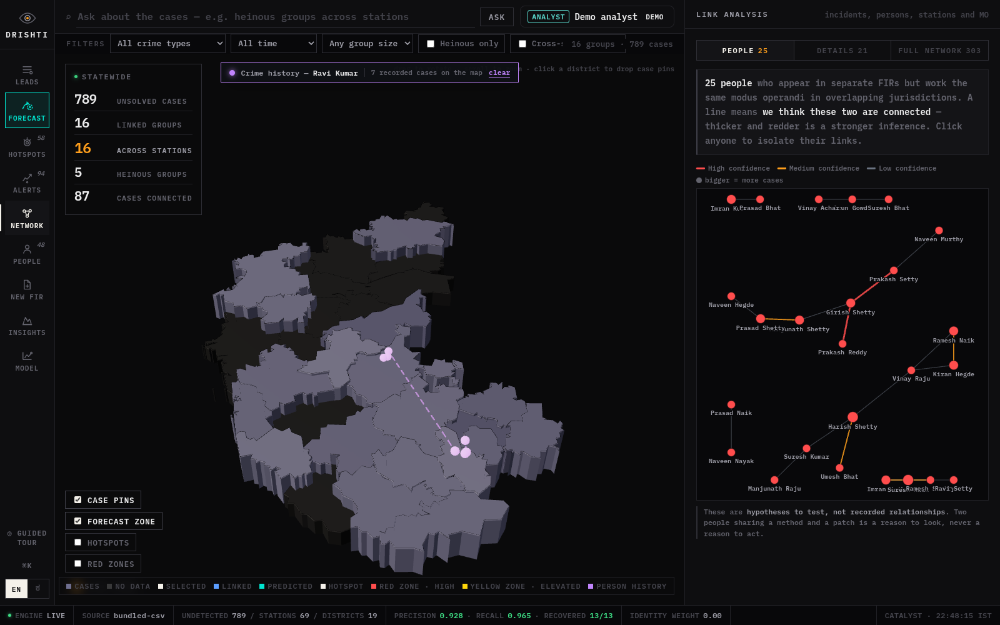 DRISHTI
LEADS
FORECAST
58
HOTSPOTS
94
ALERTS
NETWORK
48
PEOPLE
NEW FIR
INSIGHTS
MODEL
GUIDED
TOUR
⌘K
EN
Ask about the cases — e.g. heinous groups across stations
ASK
ANALYST Demo analyst DEMO
FILTERS
All crime types
All time
Any group size
Heinous only
Cross-
16 groups · 789 cases
Crime history — Ravi Kumar
7 recorded cases on the map clear
· click a district to drop case pins
STATEWIDE
789 UNSOLVED CASES
16 LINKED GROUPS
16 ACROSS STATIONS
5 HEINOUS GROUPS
87 CASES CONNECTED
CASE PINS
FORECAST ZONE
HOTSPOTS
RED ZONES
CASES
NO DATA
SELECTED
LINKED
PREDICTED
HOTSPOT
RED ZONE · HIGH
YELLOW ZONE · ELEVATED
PERSON HISTORY
LINK ANALYSIS
incidents, persons, stations and MO
PEOPLE 25
DETAILS 21
FULL NETWORK 303
25 people who appear in separate FIRs but work the
same modus operandi in overlapping jurisdictions. A
line means we think these two are connected —
thicker and redder is a stronger inference. Click
anyone to isolate their links.
High confidence
Medium confidence
Low confidence
bigger = more cases
Imran
Prasad Bhat
Vinay
Suresh Bhat
Naveen Murthy
Prakash Setty
Naveen Hegde
Girish Shetty
Prasad Shetty
Shetty
Prakash Reddy
Ramesh Naik
Kiran Hegde
Vinay Raju
Prasad Naik
Harish Shetty
Naveen Nayak
Suresh Kumar
Umesh Bhat
Manjunath Raju
Imran
Ramesh
Ravi Setty
These are hypotheses to test, not recorded relationships. Two
people sharing a method and a patch is a reason to look, never a
reason to act.
ENGINE LIVE
SOURCE bundled-csv
UNDETECTED 789 / STATIONS 69 / DISTRICTS 19
PRECISION 0.928 · RECALL 0.965 · RECOVERED 13/13
IDENTITY WEIGHT 0.00
CATALYST · 22:48:15 IST